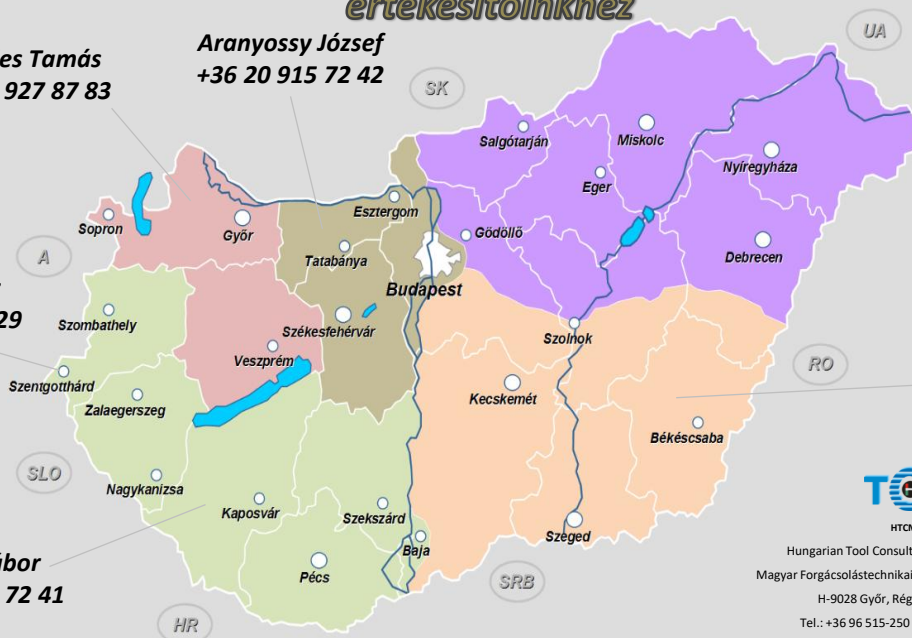 értékesítőinkhez
es Tamás
927 87 83
Aranyossy József
+36 20 915 72 42
UA
SK
Salgótarján
Miskolc
Nyíregyháza
Eger
Esztergom
Gödöllő
Sopron
Győr
Tatabánya
Debrecen
A
Budapest
29
Székesfehérvár
Szombathely
Szolnok
Veszprém
RO
Szentgotthárd
Zalaegerszeg
Kecskemét
Békéscsaba
SLO
Nagykanizsa
Kaposvár
Szekszárd
Szeged
Baja
Pécs
SRB
HR
bor
72 41
HTCM
Hungarian Tool Consult
Magyar Forgácsolástechnikai
H-9028 Győr, Rég
Tel.: +36 96 515-250